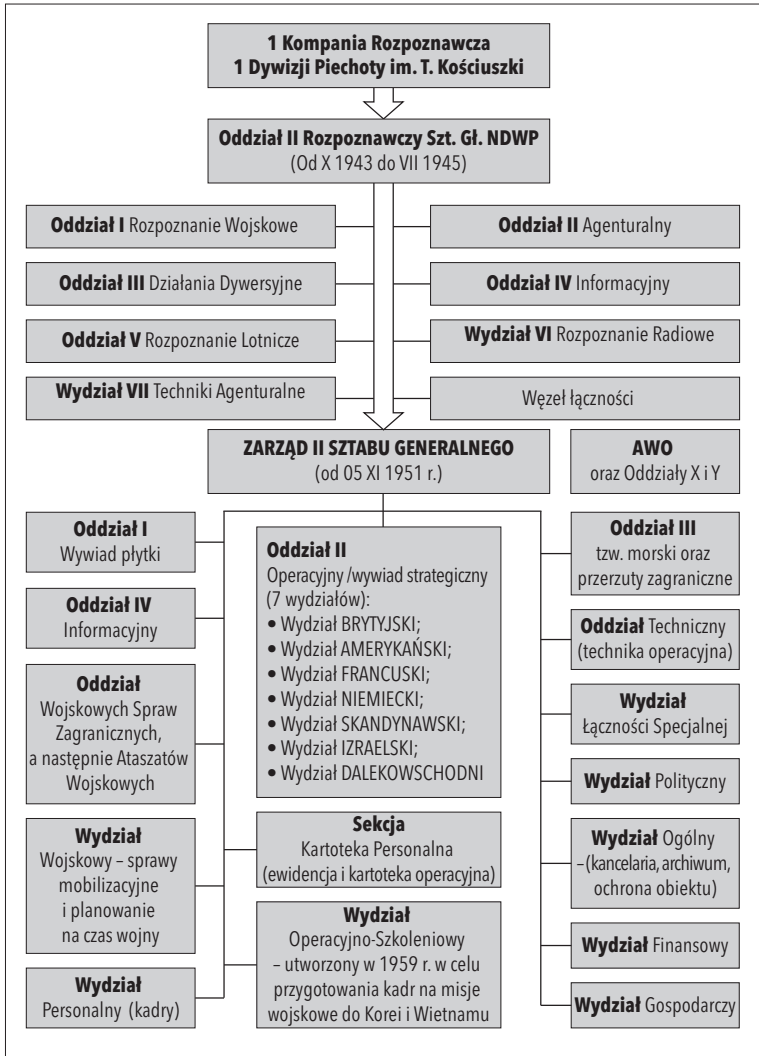 1 Kompania Rozpoznawcza
1 Dywizji Piechoty im. T. Kościuszki
Oddział II Rozpoznawczy Szt. Gł. NDWP
(Od X 1943 do VII 1945)
Oddział I Rozpoznanie Wojskowe
Oddział II Agenturalny
Oddział III Działania Dywersyjne
Oddział IV Informacyjny
Oddział V Rozpoznanie Lotnicze
Wydział VI Rozpoznanie Radiowe
Wydział VII Techniki Agenturalne
Węzeł łączności
ZARZĄD II SZTABU GENERALNEGO
(od 05 XI 1951 r.)
AWO
oraz Oddziały X i Y
Oddział I
Wywiad płytki
Oddział IV
Informacyjny
Oddział
Wojskowych Spraw
Zagranicznych,
a następnie Ataszatów
Wojskowych
Wydział
Wojskowy – sprawy
mobilizacyjne
i planowanie
na czas wojny
Wydział
Personalny (kadry)
Oddział II
Operacyjny /wywiad strategiczny
(7 wydziałów):
• Wydział BRYTYJSKI;
• Wydział AMERYKAŃSKI;
• Wydział FRANCUSKI;
• Wydział NIEMIECKI;
• Wydział SKANDYNAWSKI;
• Wydział IZRAELSKI;
• Wydział DALEKOWSCHODNI
Sekcja
Kartoteka Personalna
(ewidencja i kartoteka operacyjna)
Wydział
Operacyjno-Szkoleniowy
– utworzony w 1959 r. w celu
przygotowania kadr na misje
wojskowe do Korei i Wietnamu
Oddział III
tzw. morski oraz
przerzuty zagraniczne
Oddział Techniczny
(technika operacyjna)
Wydział
Łączności Specjalnej
Wydział Polityczny
Wydział Ogólny
–(kancelaria, archiwum,
ochrona obiektu)
Wydział Finansowy
Wydział Gospodarczy